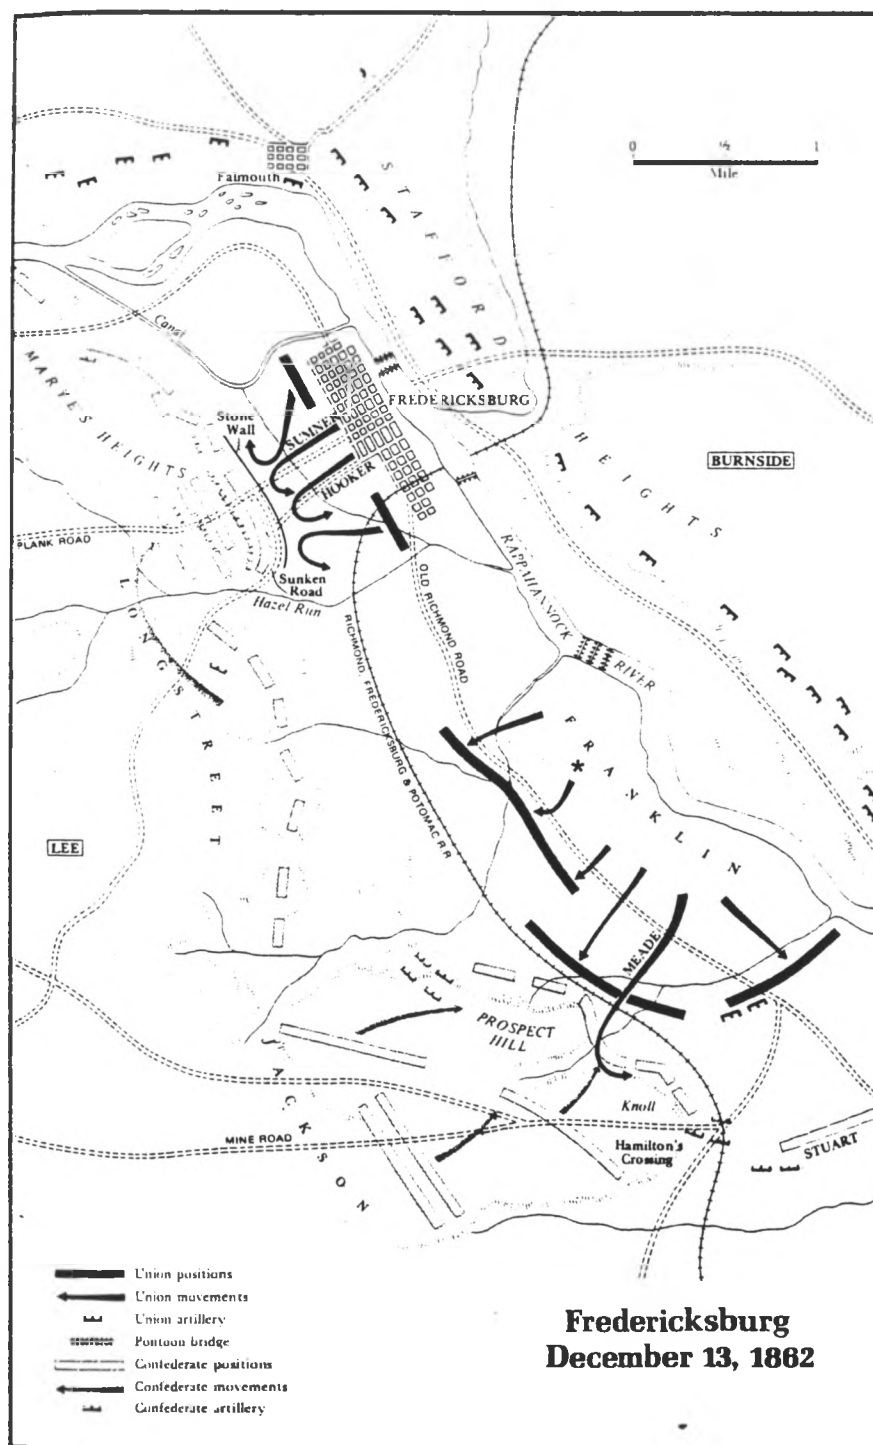 0 ½ 1
Mile
Falmouth
STAFFORD
HEIGHTS
Canal
MARYES HEIGHTS
Stone
Wall
SUMNER
FREDERICKSBURG
HOOKER
BURNSIDE
PLANK ROAD
Sunken
Road
Hazel Run
LONGSTREET
RAPPAHANNOCK
RIVER
OLD RICHMOND ROAD
RICHMOND, FREDERICKSBURG & POTOMAC R.R.
FRANKLIN
*
LEE
MEADE
PROSPECT
HILL
JACKSON
Knoll
MINE ROAD
Hamilton's
Crossing
STUART
Union positions
Union movements
Union artillery
Pontoon bridge
Confederate positions
Confederate movements
Confederate artillery
Fredericksburg
December 13, 1862